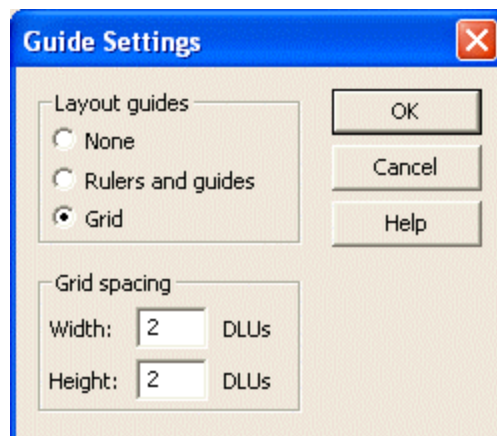 Guide Settings
Layout guides
None
Rulers and guides
Grid
OK
Cancel
Help
Grid spacing
Width: 2 DLUs
Height: 2 DLUs